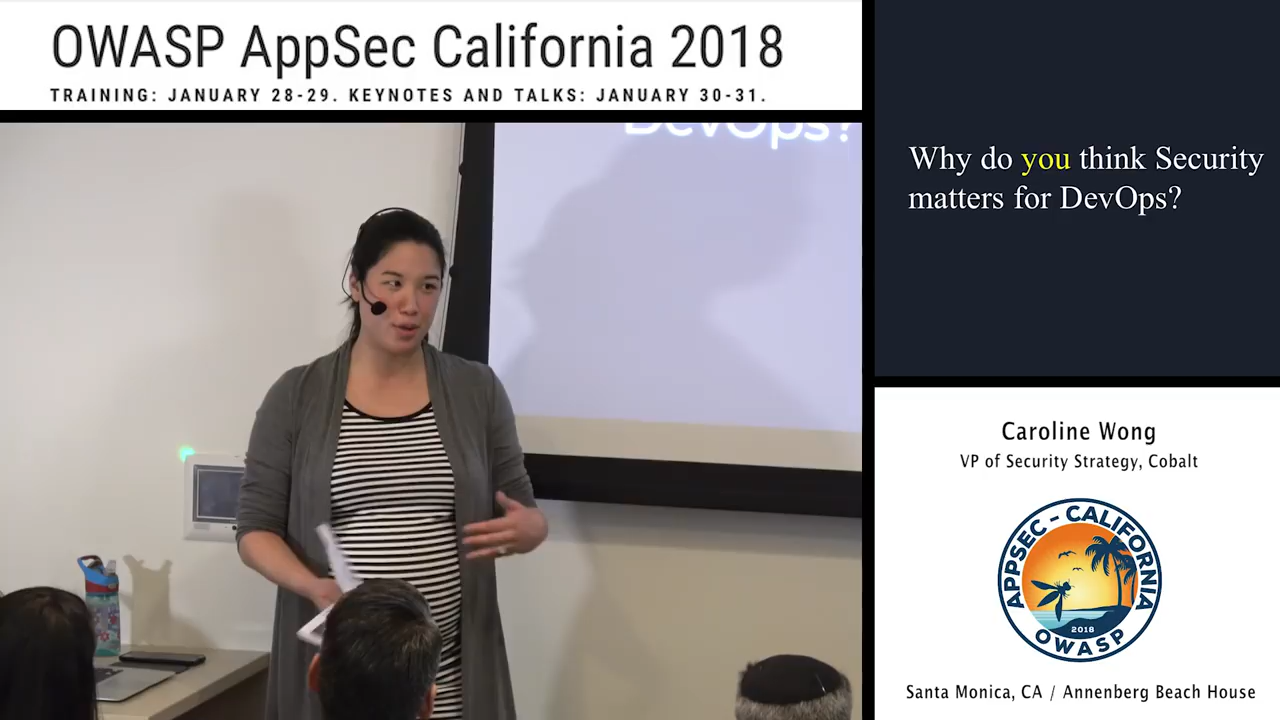 OWASP AppSec California 2018
TRAINING: JANUARY 28-29. KEYNOTES AND TALKS: JANUARY 30-31.
DevOps?
Why do you think Security
matters for DevOps?
Caroline Wong
VP of Security Strategy, Cobalt
APPSEC - CALIFORNIA
2018
OWASP
Santa Monica, CA / Annenberg Beach House